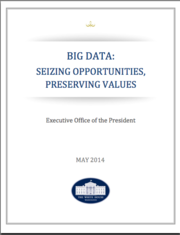 BIG DATA:
SEIZING OPPORTUNITIES,
PRESERVING VALUES
Executive Office of the President
MAY 2014